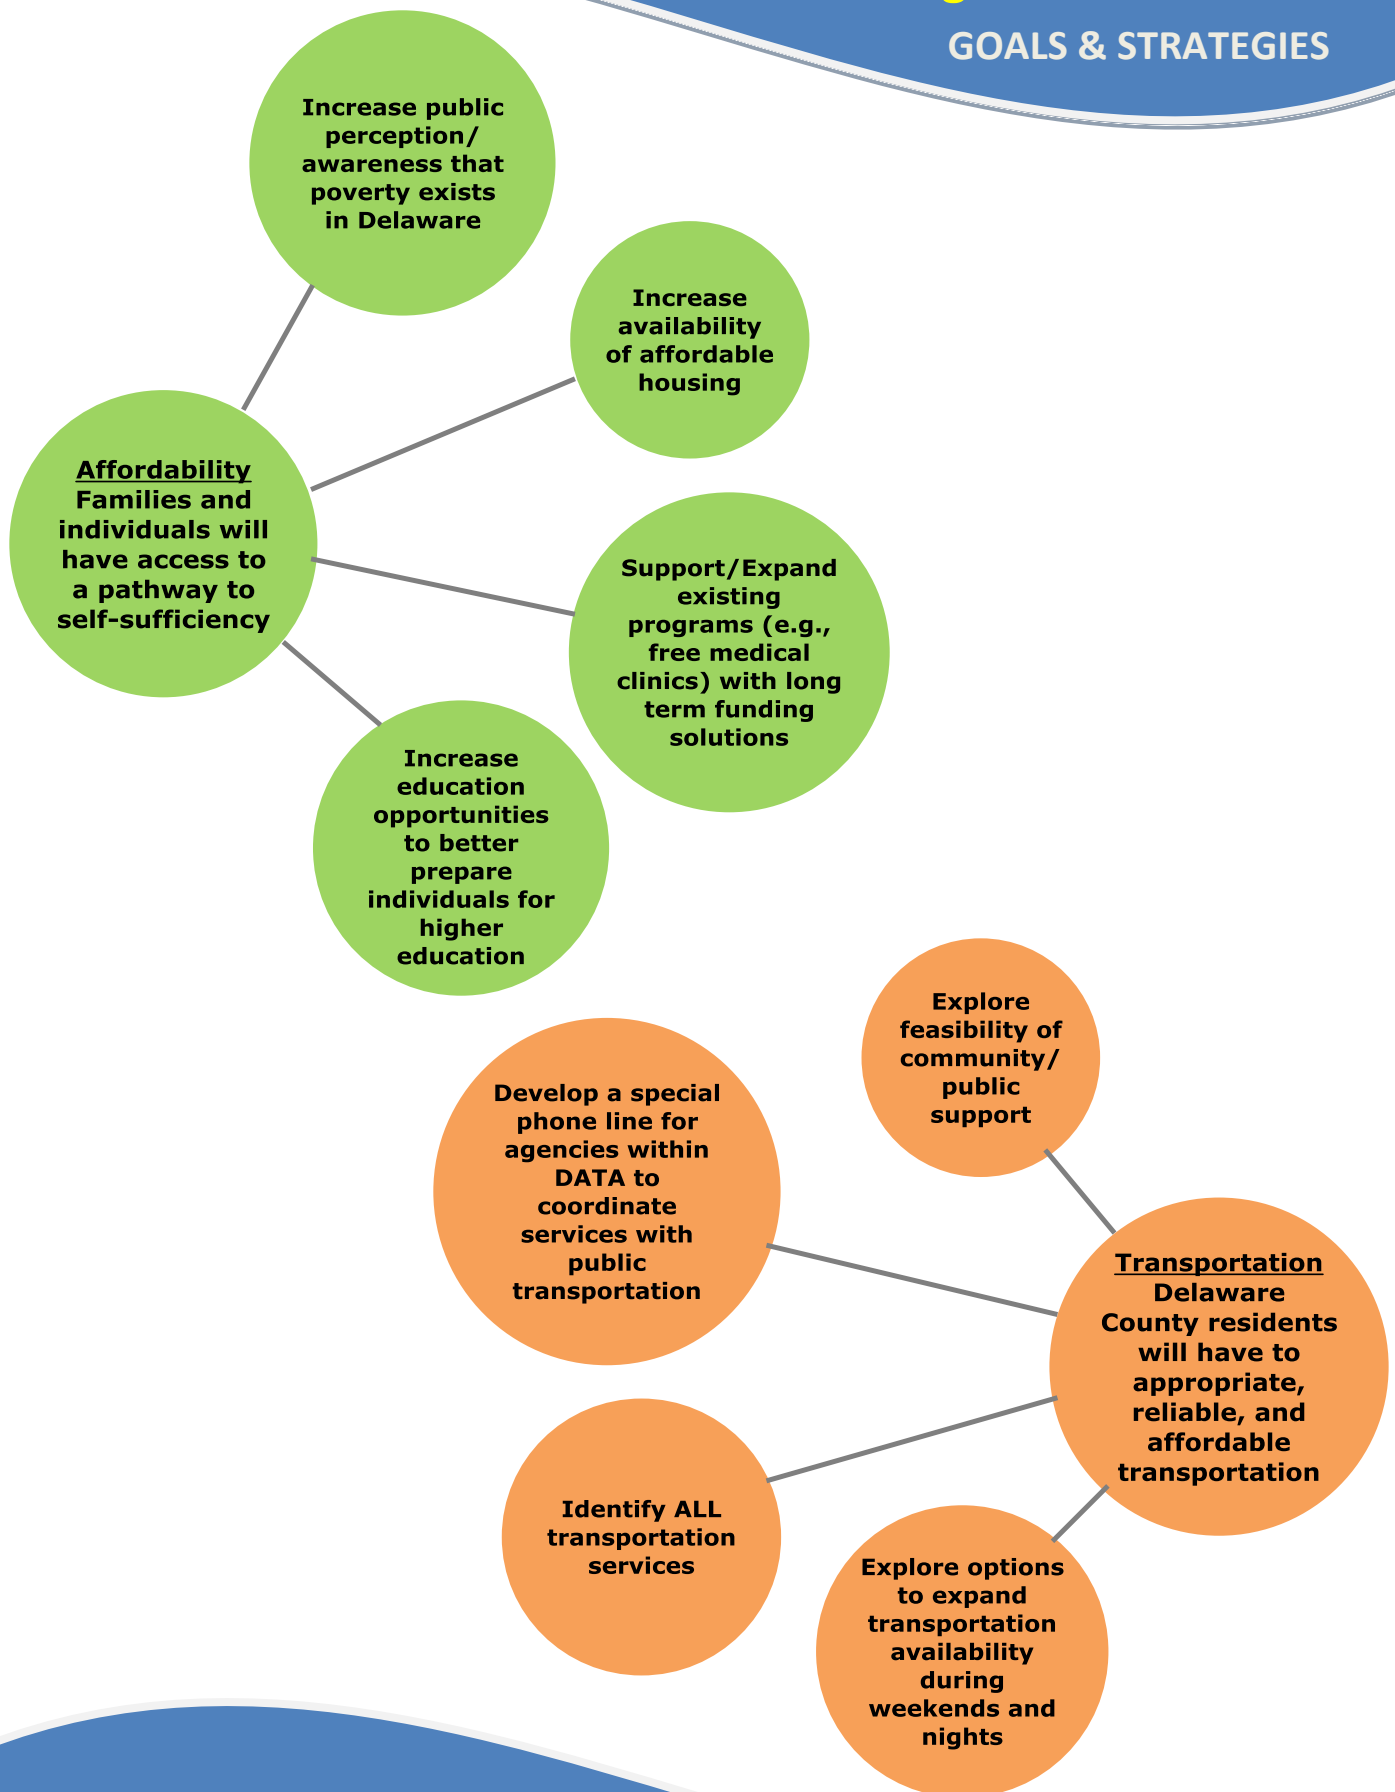 GOALS & STRATEGIES
Increase public
perception/
awareness that
poverty exists
in Delaware
Increase
availability
of affordable
housing
Affordability
Families and
individuals will
have access to
a pathway to
self-sufficiency
Support/Expand
existing
programs (e.g.,
free medical
clinics) with long
term funding
solutions
Increase
education
opportunities
to better
prepare
individuals for
higher
education
Explore
feasibility of
community/
public
support
Develop a special
phone line for
agencies within
DATA to
coordinate
services with
public
transportation
Transportation
Delaware
County residents
will have to
appropriate,
reliable, and
affordable
transportation
Identify ALL
transportation
services
Explore options
to expand
transportation
availability
during
weekends and
nights